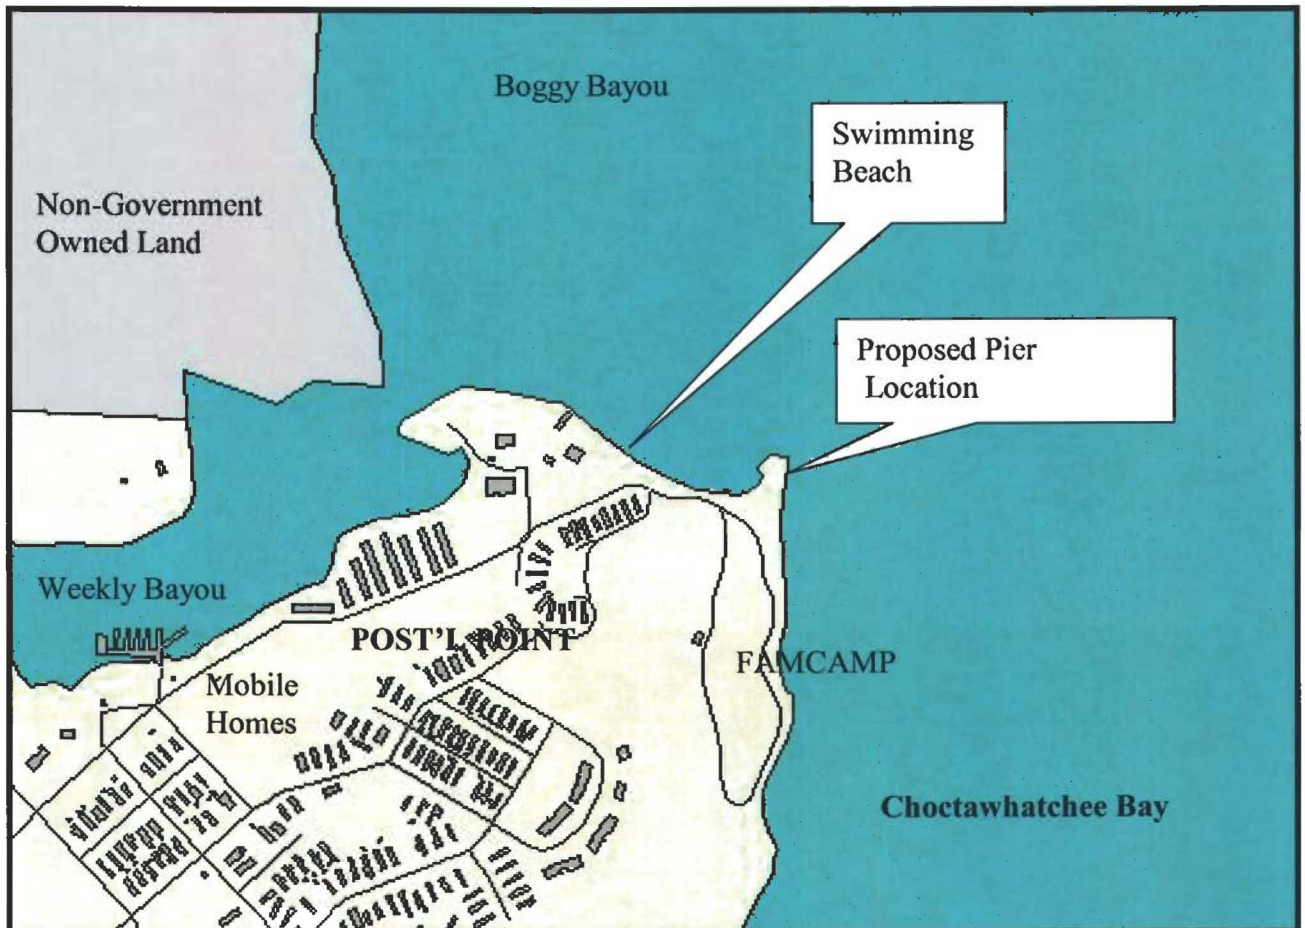 Boggy Bayou
Swimming
Beach
Non-Government
Owned Land
Proposed Pier
Location
Weekly Bayou
POST'L POINT
FAMCAMP
Mobile
Homes
Choctawhatchee Bay